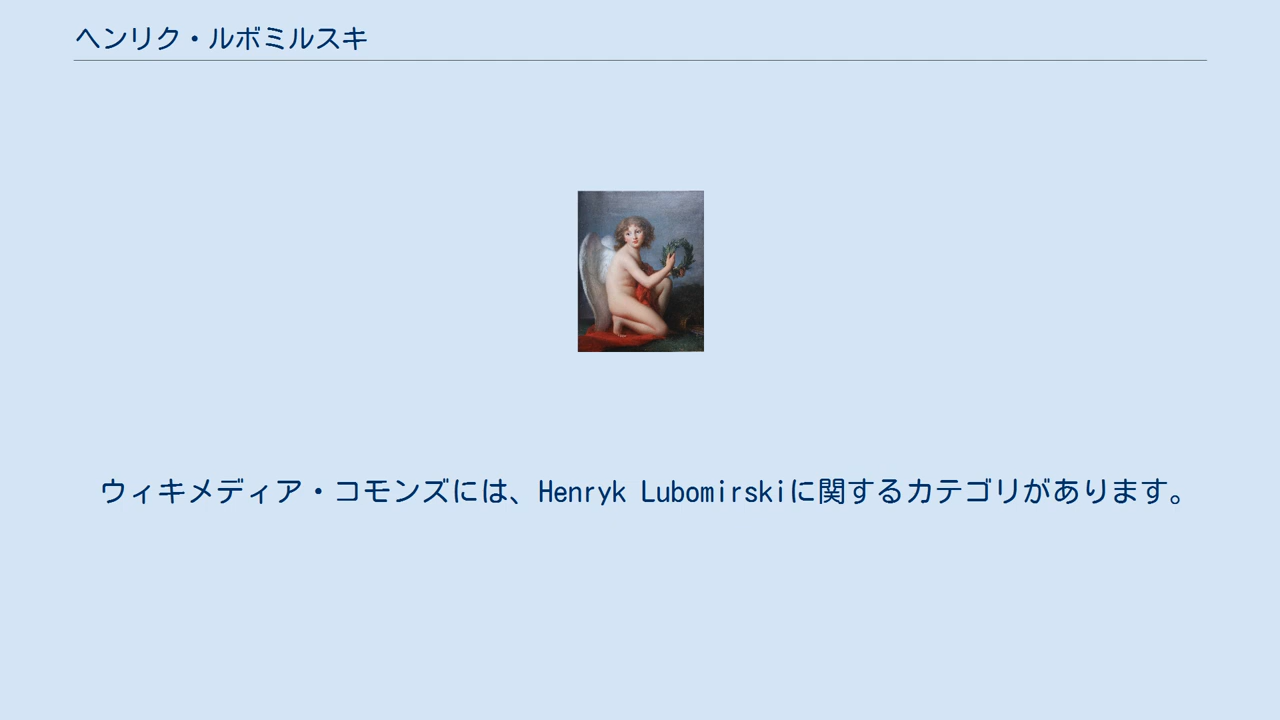 ヘンリク・ルボミルスキ
ウィキメディア・コモンズには、Henryk Lubomirskiに関するカテゴリがあります。